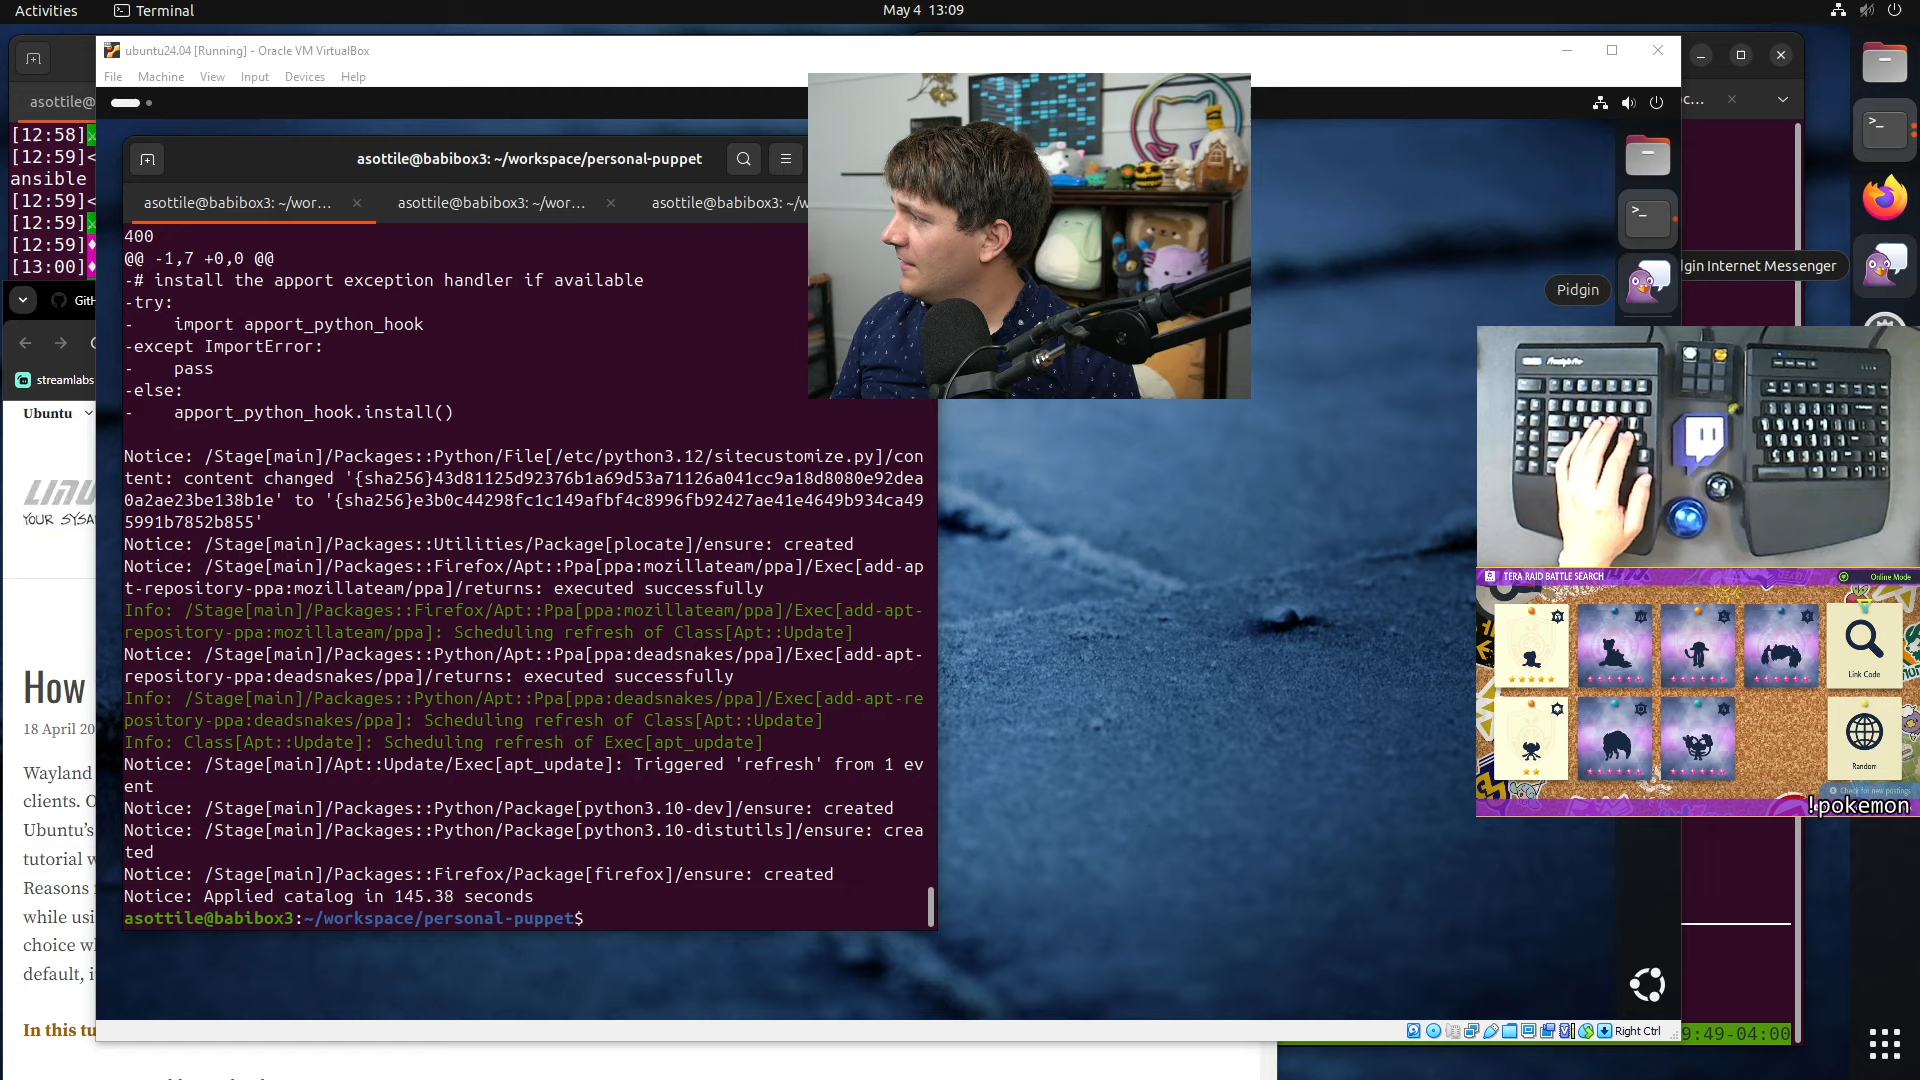 Activities
Terminal
May 4 13:09
ubuntu24.04 [Running] - Oracle VM VirtualBox
File Machine View Input Devices Help
asottile@
[12:58]
[12:59]<
ansible
[12:59]<
[12:59]
[12:59]
[13:00]
asottile@babibox3: ~/workspace/personal-puppet
asottile@babibox3: ~/wor...
asottile@babibox3: ~/wor...
asottile@babibox3: ~/w
400
@@ -1,7 +0,0 @@
-# install the apport exception handler if available
-try:
-    import apport_python_hook
-except ImportError:
-    pass
-else:
-    apport_python_hook.install()
Notice: /Stage[main]/Packages::Python/File[/etc/python3.12/sitecustomize.py]/con
tent: content changed '{sha256}43d81125d92376b1a69d53a71126a041cc9a18d8080e92dea
0a2ae23be138b1e' to '{sha256}e3b0c44298fc1c149afbf4c8996fb92427ae41e4649b934ca49
5991b7852b855'
Notice: /Stage[main]/Packages::Utilities/Package[plocate]/ensure: created
Notice: /Stage[main]/Packages::Firefox/Apt::Ppa[ppa:mozillateam/ppa]/Exec[add-ap
t-repository-ppa:mozillateam/ppa]/returns: executed successfully
Info: /Stage[main]/Packages::Firefox/Apt::Ppa[ppa:mozillateam/ppa]/Exec[add-apt-
repository-ppa:mozillateam/ppa]: Scheduling refresh of Class[Apt::Update]
Notice: /Stage[main]/Packages::Python/Apt::Ppa[ppa:deadsnakes/ppa]/Exec[add-apt-
repository-ppa:deadsnakes/ppa]/returns: executed successfully
Info: /Stage[main]/Packages::Python/Apt::Ppa[ppa:deadsnakes/ppa]/Exec[add-apt-re
pository-ppa:deadsnakes/ppa]: Scheduling refresh of Class[Apt::Update]
Info: Class[Apt::Update]: Scheduling refresh of Exec[apt_update]
Notice: /Stage[main]/Apt::Update/Exec[apt_update]: Triggered 'refresh' from 1 ev
ent
Notice: /Stage[main]/Packages::Python/Package[python3.10-dev]/ensure: created
Notice: /Stage[main]/Packages::Python/Package[python3.10-distutils]/ensure: crea
ted
Notice: /Stage[main]/Packages::Firefox/Package[firefox]/ensure: created
Notice: Applied catalog in 145.38 seconds
asottile@babibox3:~/workspace/personal-puppet$
GitH
streamlabs
Ubuntu
How
18 April 20
Wayland
clients. O
Ubuntu's
tutorial w
Reasons
while usi
choice wh
default, i
In this tu
Pidgin
gin Internet Messenger
c...
TERA RAID BATTLE SEARCH
Online Mode
Link Code
Random
Check for new postings
!pokemon
Right Ctrl
9:49-04:00